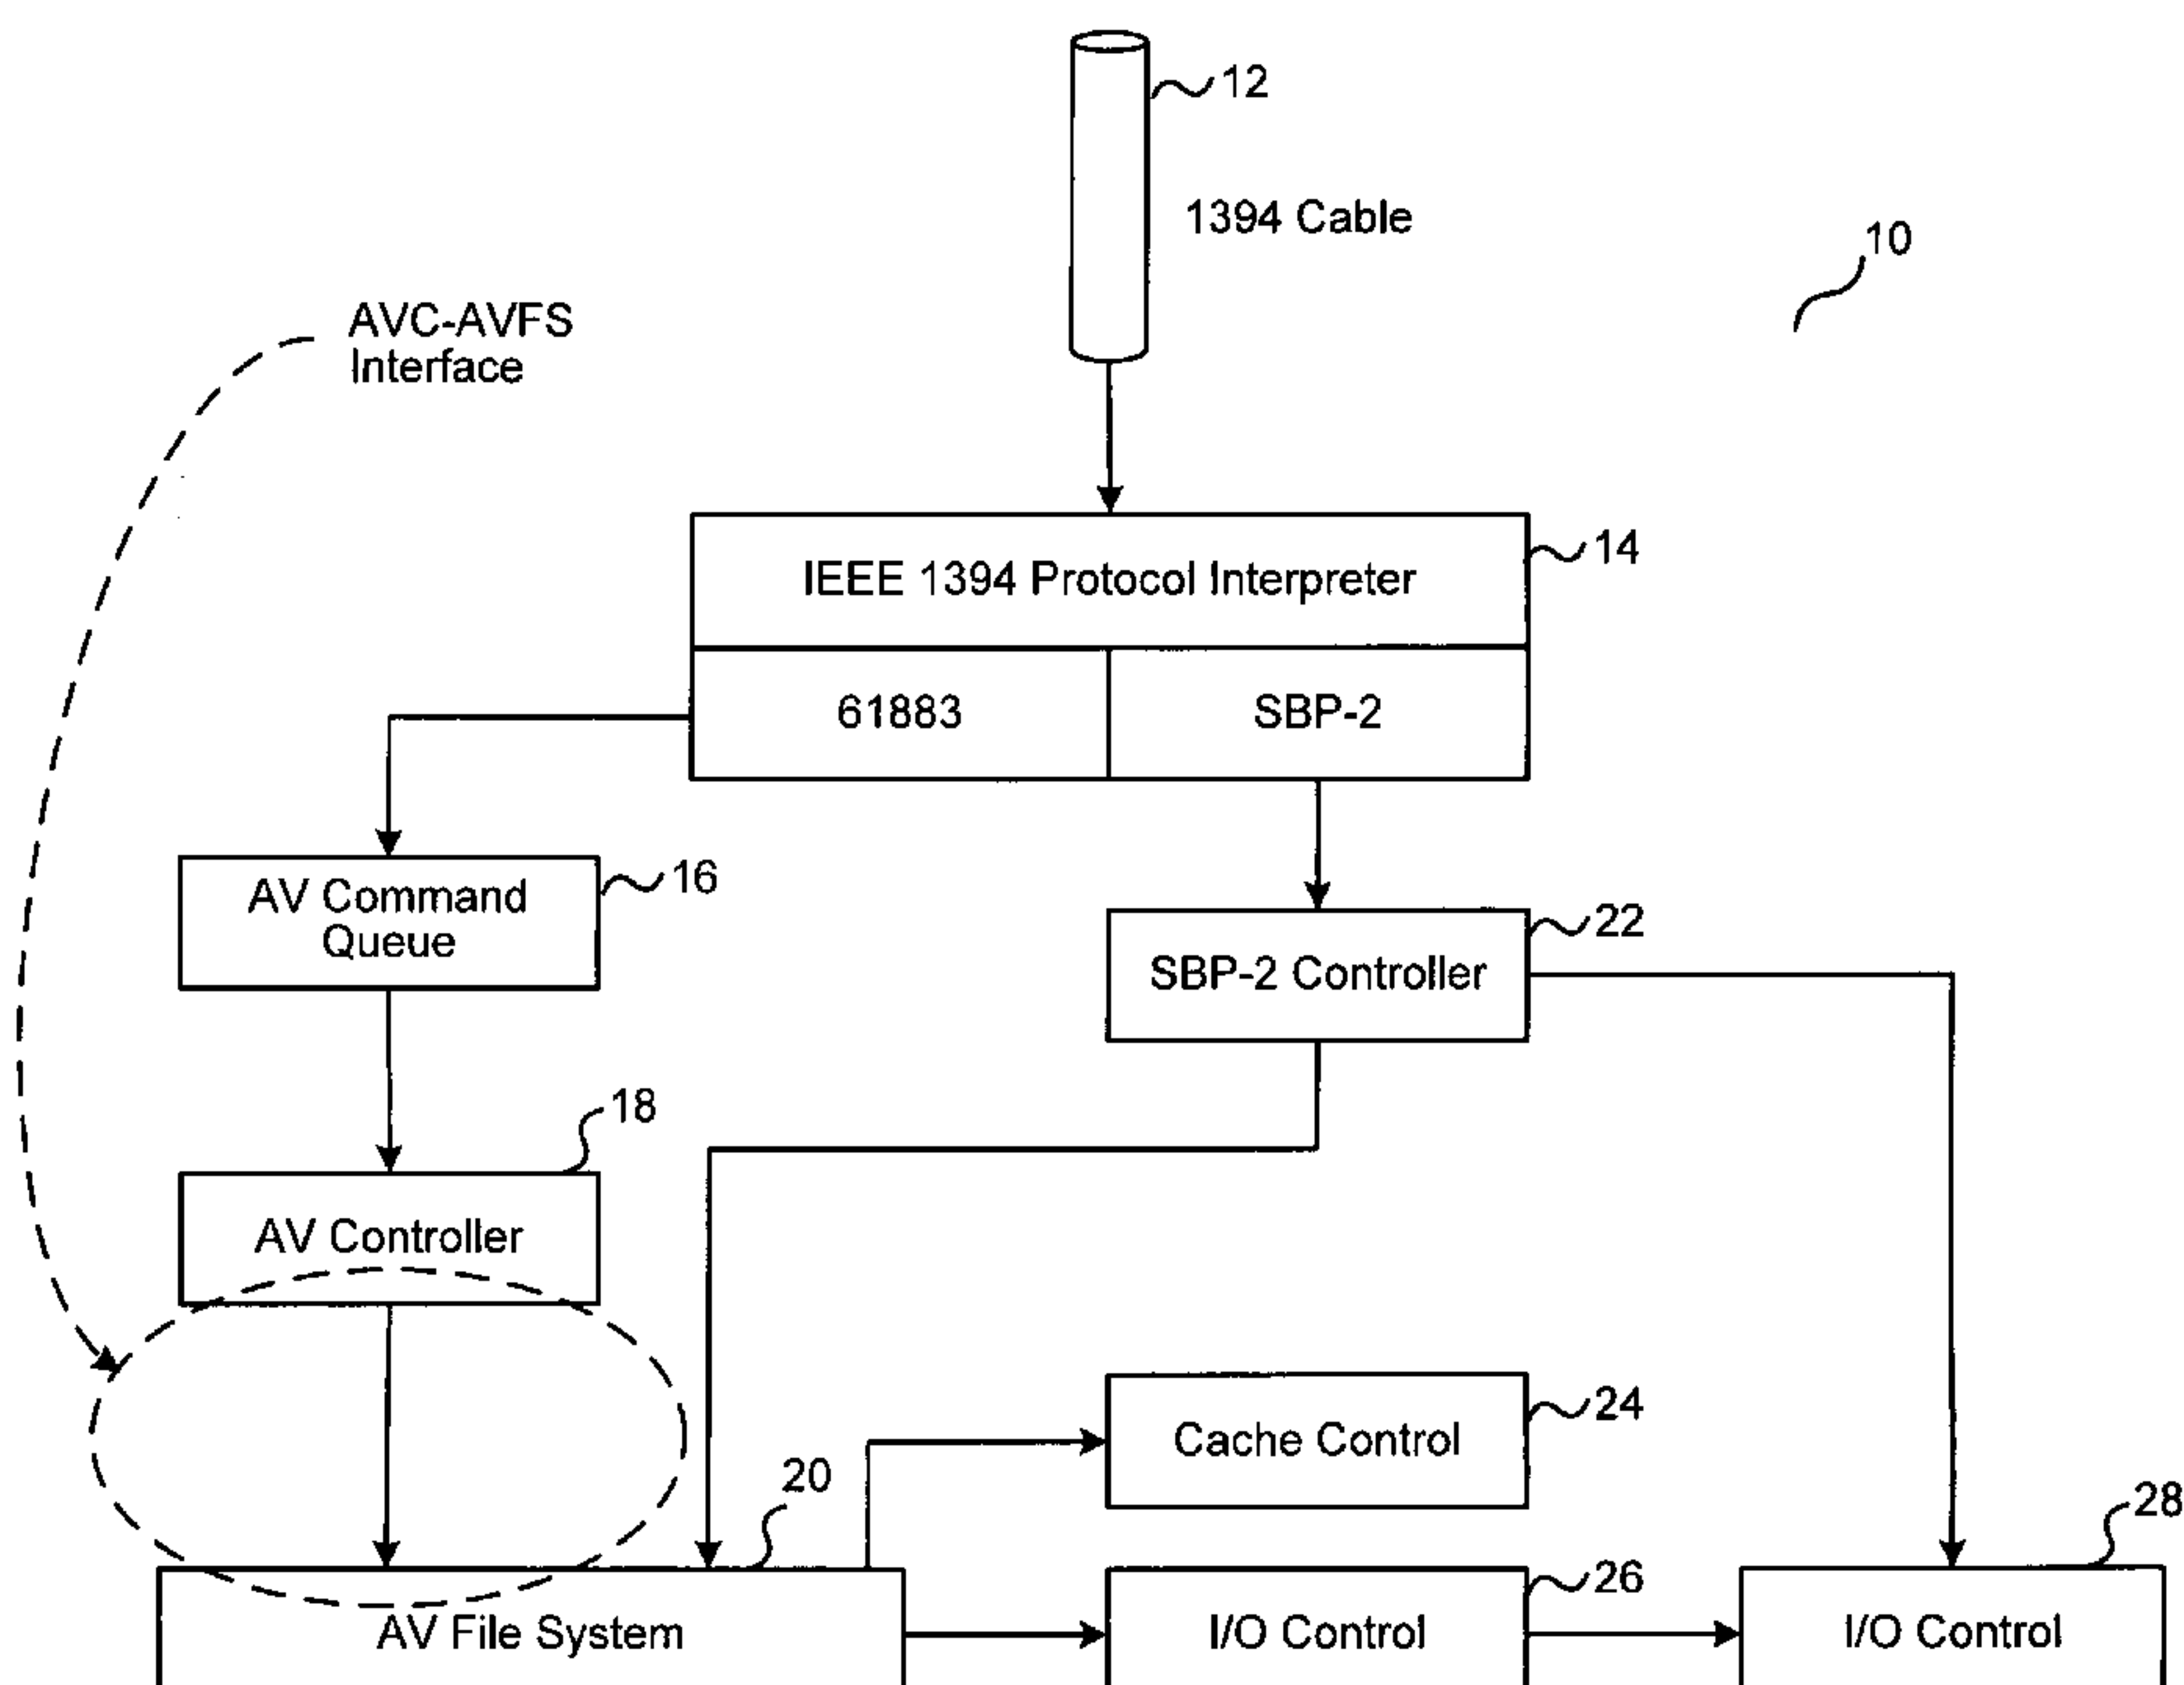 12
1394 Cable
10
AVC-AVFS
Interface
14
IEEE 1394 Protocol Interpreter
61883
SBP-2
AV Command
Queue
16
22
SBP-2 Controller
18
AV Controller
24
Cache Control
20
28
26
AV File System
I/O Control
I/O Control